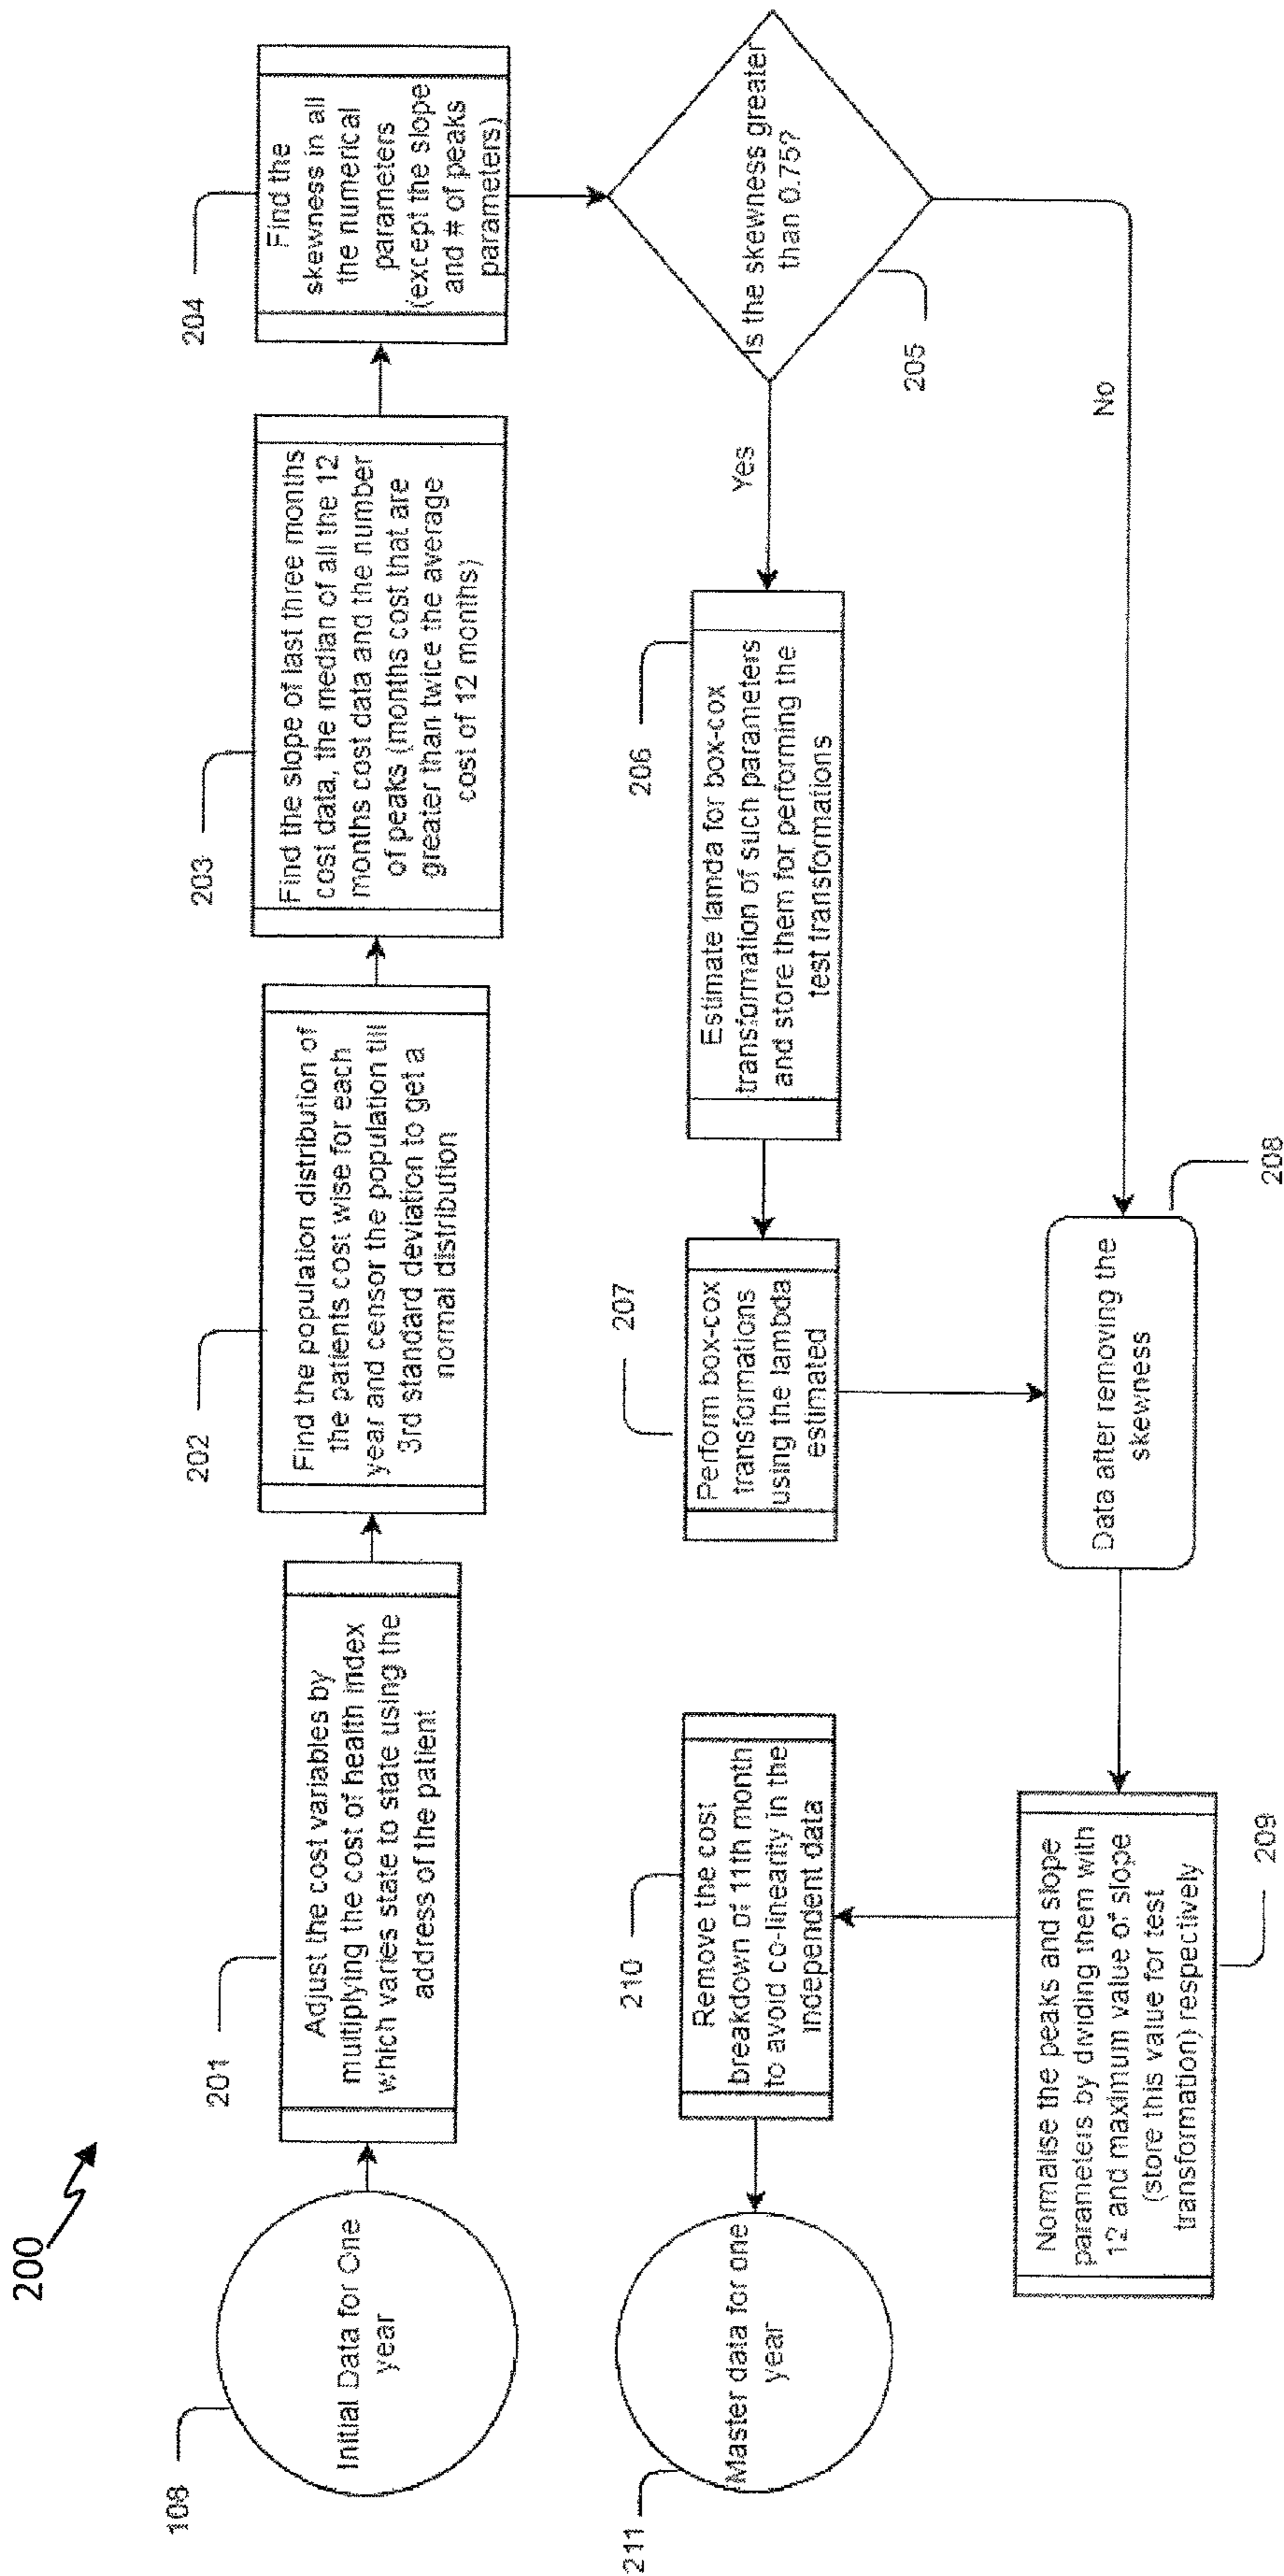 200
108
Initial Data for One
year
201
Adjust the cost variables by
multiplying the cost of health index
which varies state to state using the
address of the patient
202
Find the population distribution of
the patients cost wise for each
year and censor the population till
3rd standard deviation to get a
normal distribution
203
Find the slope of last three months
cost data, the median of all the 12
months cost data and the number
of peaks (months cost that are
greater than twice the average
cost of 12 months)
204
Find the
skewness in all
the numerical
parameters
(except the slope
and # of peaks
parameters)
205
Is the skewness greater
than 0.75?
Yes
No
206
Estimate lamda for box-cox
transformation of such parameters
and store them for performing the
test transformations
207
Perform box-cox
transformations
using the lambda
estimated
208
Data after removing the
skewness
209
Normalise the peaks and slope
parameters by dividing them with
12 and maximum value of slope
(store this value for test
transformation) respectively
210
Remove the cost
breakdown of 11th month
to avoid co-linearity in the
independent data
211
Master data for one
year